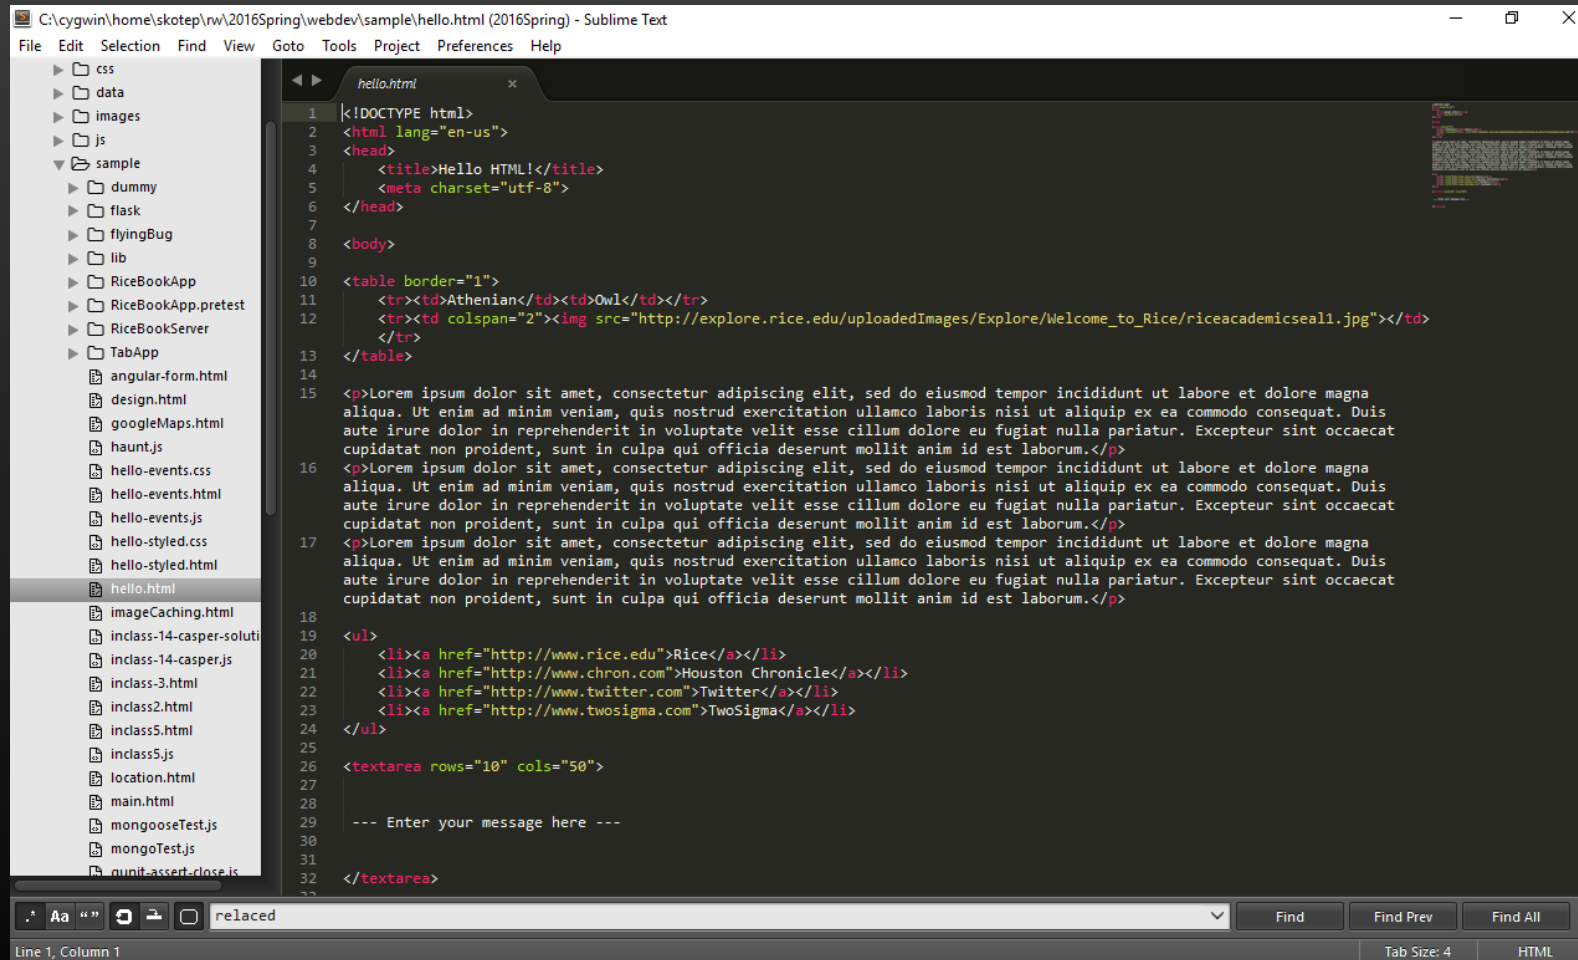 C:\cygwin\home\skotep\rw\2016Spring\webdev\sample\hello.html (2016Spring) - Sublime Text
File Edit Selection Find View Goto Tools Project Preferences Help
css
data
images
js
sample
dummy
flask
flyingBug
lib
RiceBookApp
RiceBookApp.pretest
RiceBookServer
TabApp
angular-form.html
design.html
googleMaps.html
haunt.js
hello-events.css
hello-events.html
hello-events.js
hello-styled.css
hello-styled.html
hello.html
imageCaching.html
inclass-14-casper-soluti
inclass-14-casper.js
inclass-3.html
inclass2.html
inclass5.html
inclass5.js
location.html
main.html
mongooseTest.js
mongoTest.js
qunit-assert-close.js
hello.html ×
1 <!DOCTYPE html>
2 <html lang="en-us">
3 <head>
4 <title>Hello HTML!</title>
5 <meta charset="utf-8">
6 </head>
7
8 <body>
9
10 <table border="1">
11 <tr><td>Athenian</td><td>Owl</td></tr>
12 <tr><td colspan="2"><img src="http://explore.rice.edu/uploadedImages/Explore/Welcome_to_Rice/riceacademicseal1.jpg"></td>
</tr>
13 </table>
14
15 <p>Lorem ipsum dolor sit amet, consectetur adipiscing elit, sed do eiusmod tempor incididunt ut labore et dolore magna
aliqua. Ut enim ad minim veniam, quis nostrud exercitation ullamco laboris nisi ut aliquip ex ea commodo consequat. Duis
aute irure dolor in reprehenderit in voluptate velit esse cillum dolore eu fugiat nulla pariatur. Excepteur sint occaecat
cupidatat non proident, sunt in culpa qui officia deserunt mollit anim id est laborum.</p>
16 <p>Lorem ipsum dolor sit amet, consectetur adipiscing elit, sed do eiusmod tempor incididunt ut labore et dolore magna
aliqua. Ut enim ad minim veniam, quis nostrud exercitation ullamco laboris nisi ut aliquip ex ea commodo consequat. Duis
aute irure dolor in reprehenderit in voluptate velit esse cillum dolore eu fugiat nulla pariatur. Excepteur sint occaecat
cupidatat non proident, sunt in culpa qui officia deserunt mollit anim id est laborum.</p>
17 <p>Lorem ipsum dolor sit amet, consectetur adipiscing elit, sed do eiusmod tempor incididunt ut labore et dolore magna
aliqua. Ut enim ad minim veniam, quis nostrud exercitation ullamco laboris nisi ut aliquip ex ea commodo consequat. Duis
aute irure dolor in reprehenderit in voluptate velit esse cillum dolore eu fugiat nulla pariatur. Excepteur sint occaecat
cupidatat non proident, sunt in culpa qui officia deserunt mollit anim id est laborum.</p>
18
19 <ul>
20 <li><a href="http://www.rice.edu">Rice</a></li>
21 <li><a href="http://www.chron.com">Houston Chronicle</a></li>
22 <li><a href="http://www.twitter.com">Twitter</a></li>
23 <li><a href="http://www.twosigma.com">TwoSigma</a></li>
24 </ul>
25
26 <textarea rows="10" cols="50">
27
28
29 --- Enter your message here ---
30
31
32 </textarea>
.* Aa “” relaced Find Find Prev Find All
Line 1, Column 1 Tab Size: 4 HTML